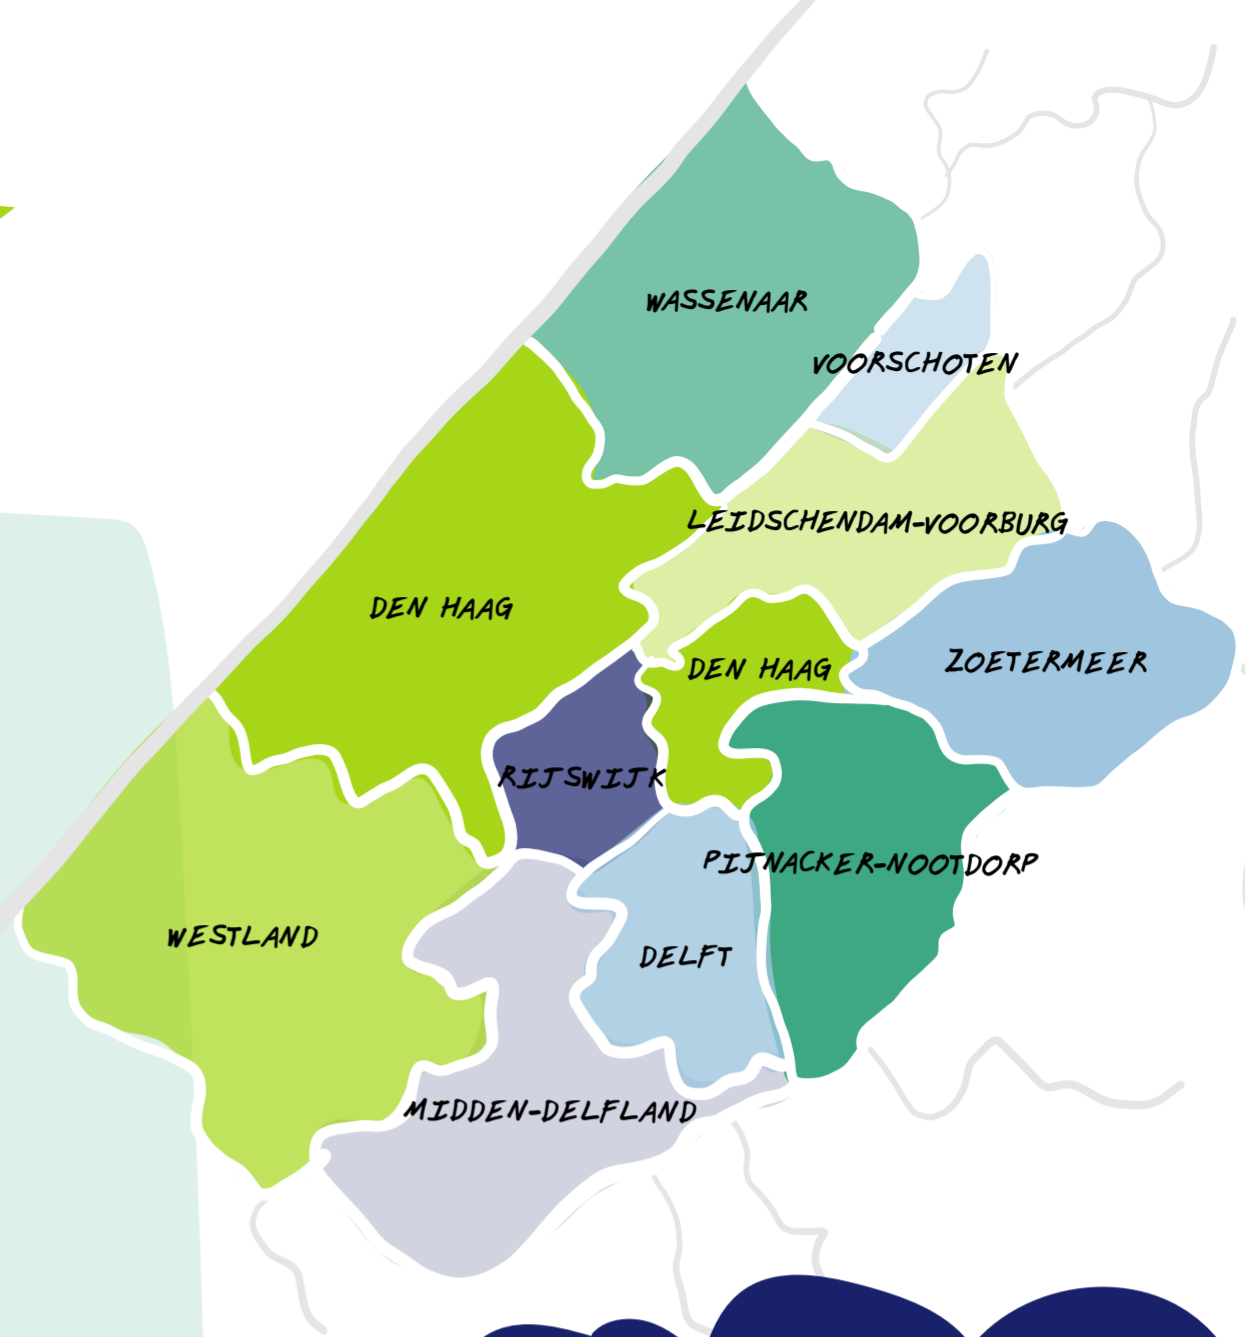 WASSENAAR
VOORSCHOTEN
LEIDSCHENDAM-VOORBURG
DEN HAAG
DEN HAAG
ZOETERMEER
RIJSWIJK
PIJNACKER-NOOTDORP
WESTLAND
DELFT
MIDDEN-DELFLAND